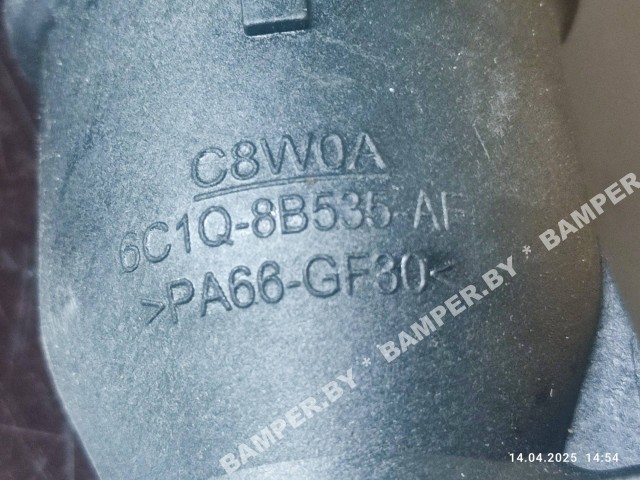 C8W0A
6C1Q-8B535-AF
>PA66-GF30<
BAMPER.BY * BAMPER.BY * BAMPER
14.04.2025 14:54